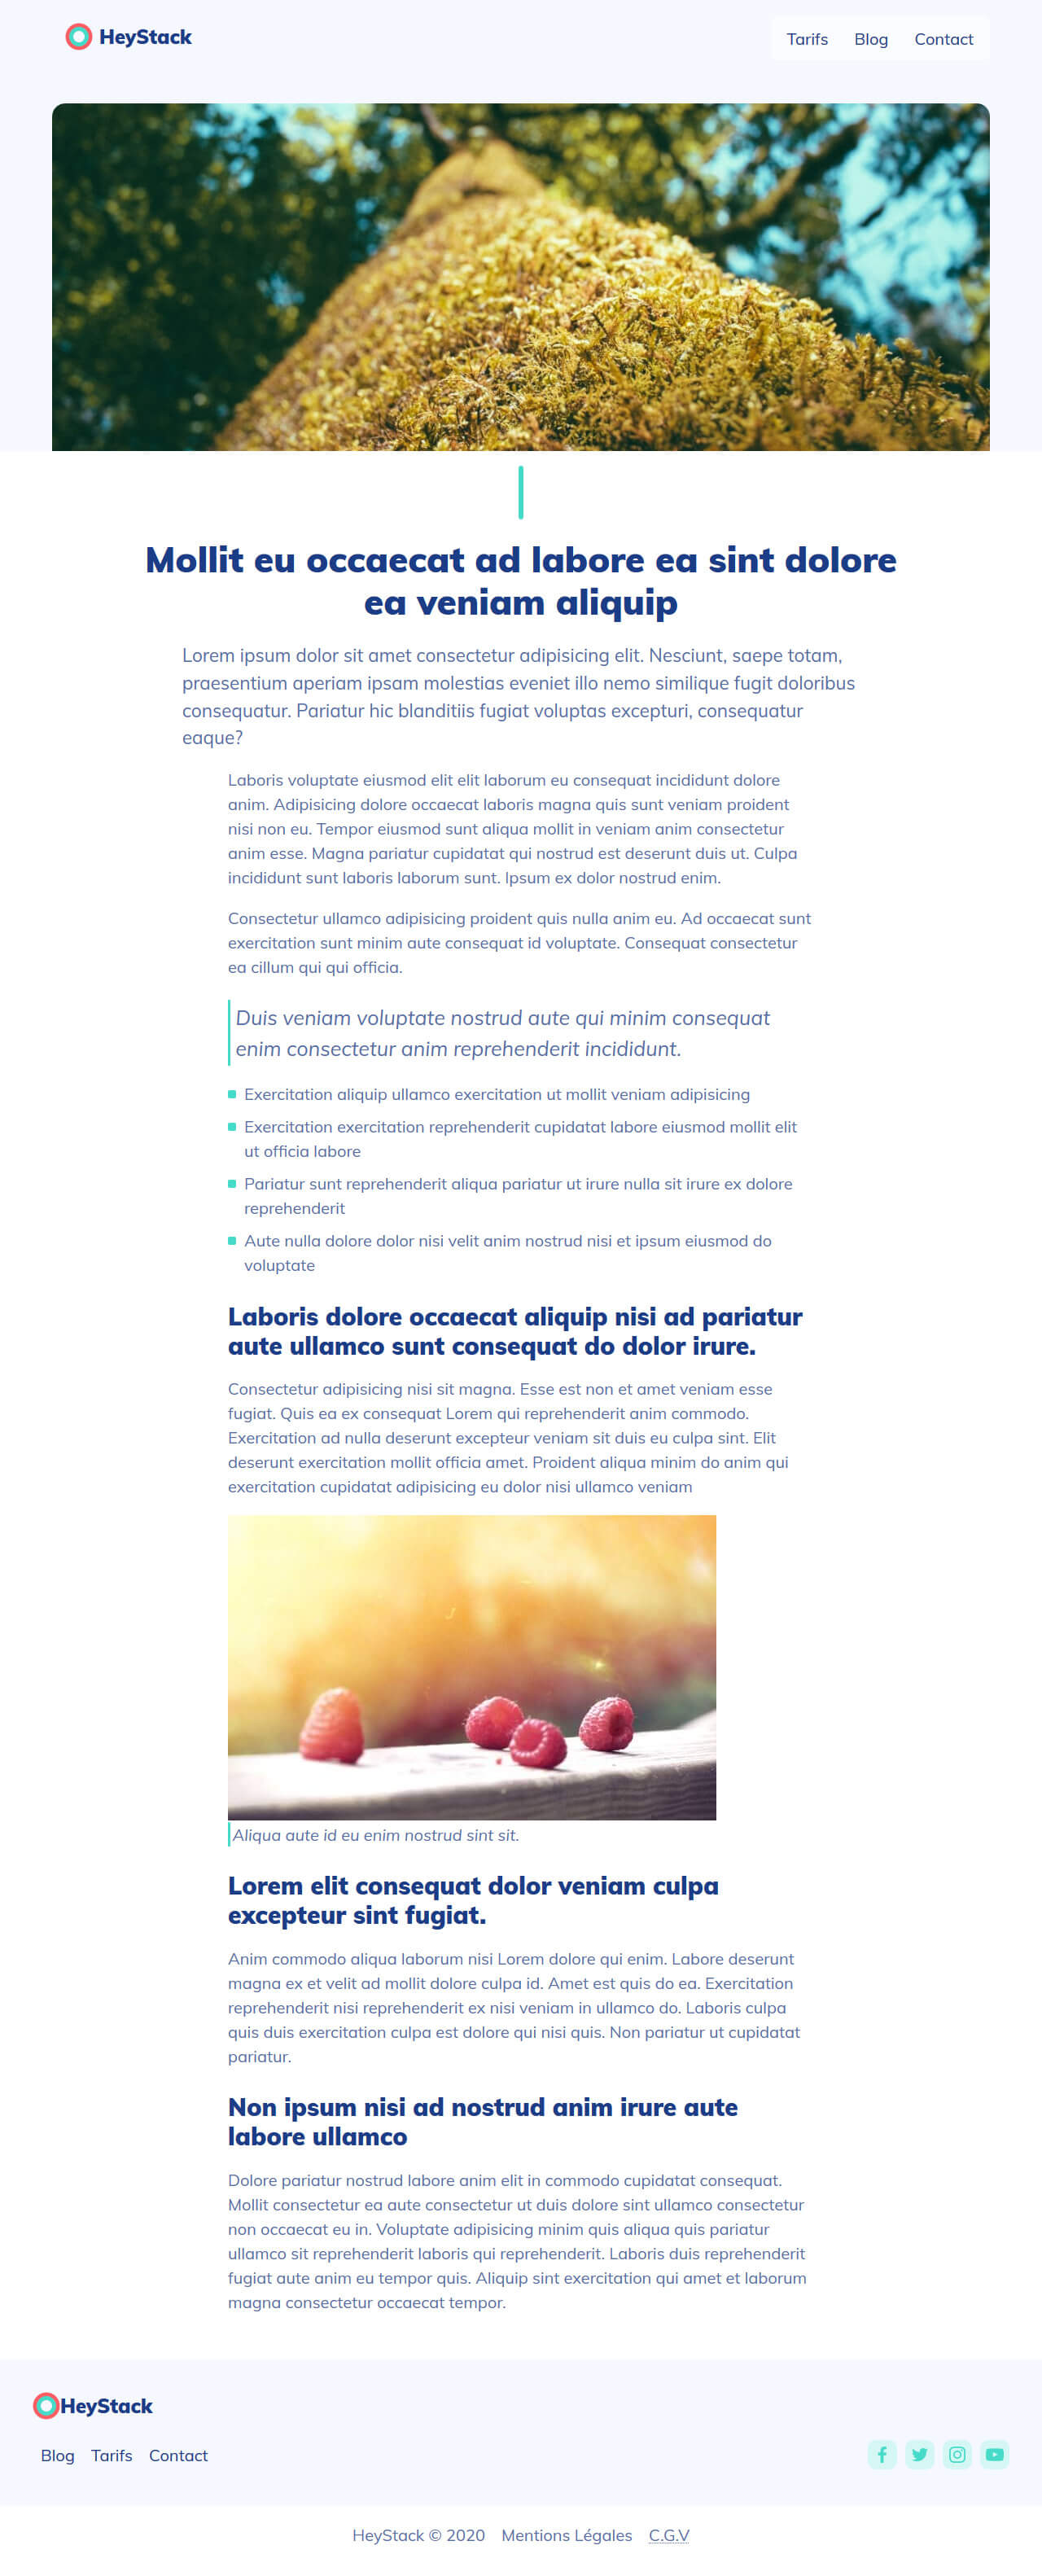 HeyStack
Tarifs Blog Contact
Mollit eu occaecat ad labore ea sint dolore
ea veniam aliquip
Lorem ipsum dolor sit amet consectetur adipisicing elit. Nesciunt, saepe totam,
praesentium aperiam ipsam molestias eveniet illo nemo similique fugit doloribus
consequatur. Pariatur hic blanditiis fugiat voluptas excepturi, consequatur
eaque?
Laboris voluptate eiusmod elit elit laborum eu consequat incididunt dolore
anim. Adipisicing dolore occaecat laboris magna quis sunt veniam proident
nisi non eu. Tempor eiusmod sunt aliqua mollit in veniam anim consectetur
anim esse. Magna pariatur cupidatat qui nostrud est deserunt duis ut. Culpa
incididunt sunt laboris laborum sunt. Ipsum ex dolor nostrud enim.
Consectetur ullamco adipisicing proident quis nulla anim eu. Ad occaecat sunt
exercitation sunt minim aute consequat id voluptate. Consequat consectetur
ea cillum qui qui officia.
Duis veniam voluptate nostrud aute qui minim consequat
enim consectetur anim reprehenderit incididunt.
Exercitation aliquip ullamco exercitation ut mollit veniam adipisicing
Exercitation exercitation reprehenderit cupidatat labore eiusmod mollit elit
ut officia labore
Pariatur sunt reprehenderit aliqua pariatur ut irure nulla sit irure ex dolore
reprehenderit
Aute nulla dolore dolor nisi velit anim nostrud nisi et ipsum eiusmod do
voluptate
Laboris dolore occaecat aliquip nisi ad pariatur
aute ullamco sunt consequat do dolor irure.
Consectetur adipisicing nisi sit magna. Esse est non et amet veniam esse
fugiat. Quis ea ex consequat Lorem qui reprehenderit anim commodo.
Exercitation ad nulla deserunt excepteur veniam sit duis eu culpa sint. Elit
deserunt exercitation mollit officia amet. Proident aliqua minim do anim qui
exercitation cupidatat adipisicing eu dolor nisi ullamco veniam
Aliqua aute id eu enim nostrud sint sit.
Lorem elit consequat dolor veniam culpa
excepteur sint fugiat.
Anim commodo aliqua laborum nisi Lorem dolore qui enim. Labore deserunt
magna ex et velit ad mollit dolore culpa id. Amet est quis do ea. Exercitation
reprehenderit nisi reprehenderit ex nisi veniam in ullamco do. Laboris culpa
quis duis exercitation culpa est dolore qui nisi quis. Non pariatur ut cupidatat
pariatur.
Non ipsum nisi ad nostrud anim irure aute
labore ullamco
Dolore pariatur nostrud labore anim elit in commodo cupidatat consequat.
Mollit consectetur ea aute consectetur ut duis dolore sint ullamco consectetur
non occaecat eu in. Voluptate adipisicing minim quis aliqua quis pariatur
ullamco sit reprehenderit laboris qui reprehenderit. Laboris duis reprehenderit
fugiat aute anim eu tempor quis. Aliquip sint exercitation qui amet et laborum
magna consectetur occaecat tempor.
HeyStack
Blog Tarifs Contact
HeyStack © 2020 Mentions Légales C.G.V